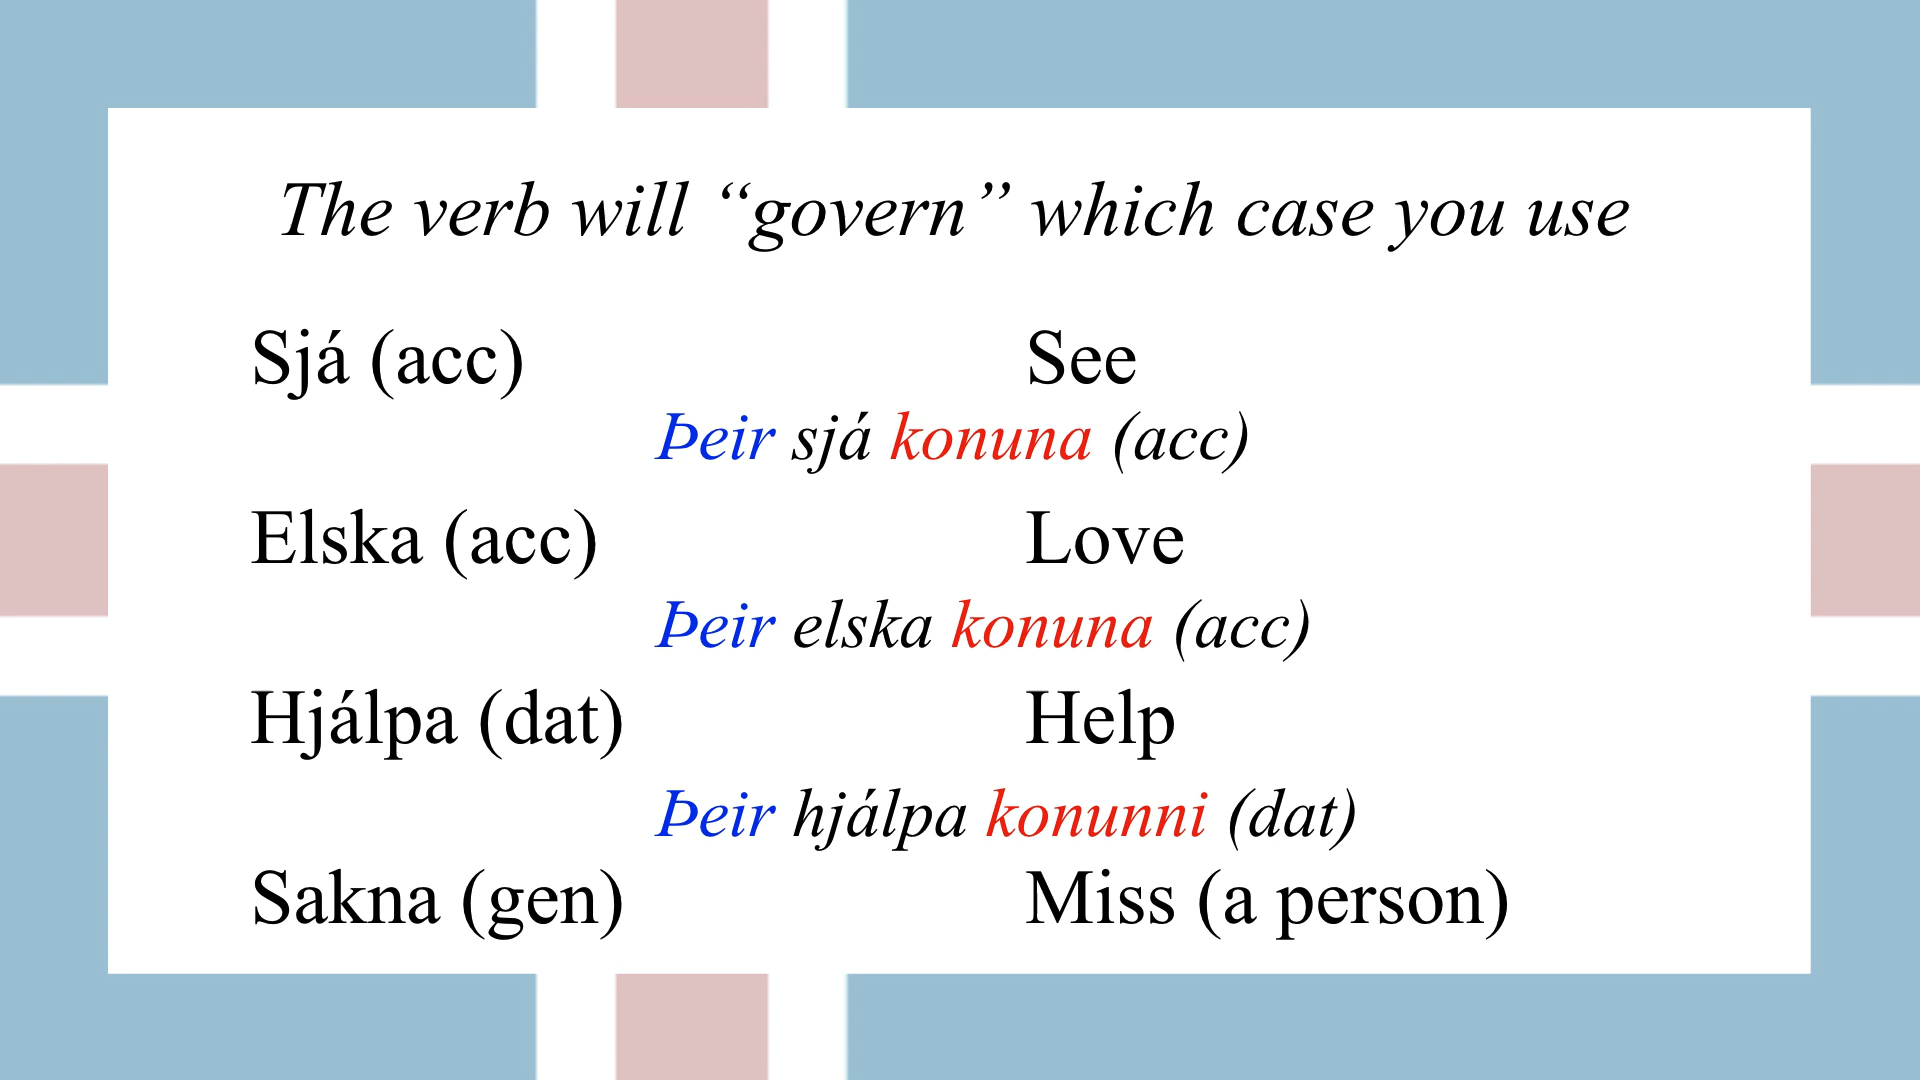 The verb will “govern” which case you use
Sjá (acc) See
Þeir sjá konuna (acc)
Elska (acc) Love
Þeir elska konuna (acc)
Hjálpa (dat) Help
Þeir hjálpa konunni (dat)
Sakna (gen) Miss (a person)